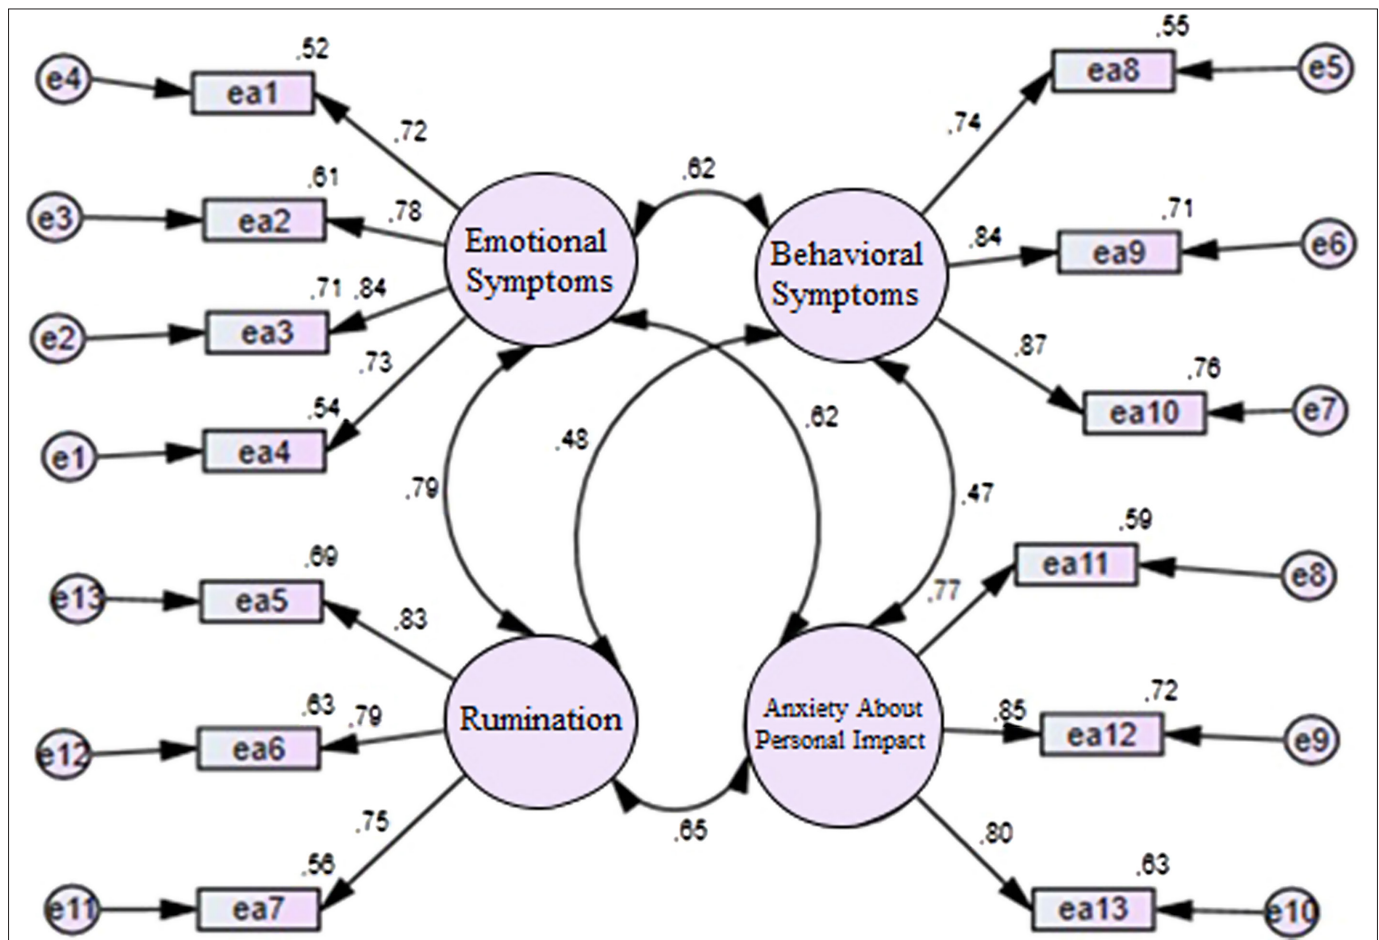 .52
.55
e4
ea1
ea8
e5
.72
.74
.61
.62
e3
ea2
.78
.71
.84
ea9
e6
Emotional
Symptoms
Behavioral
Symptoms
.71 .84
e2
ea3
.73
.87
.76
.54
ea10
e7
e1
ea4
.48
.62
.79
.47
.59
.69
ea11
e8
e13
ea5
.83
.77
.63
.79
.72
Rumination
Anxiety About
Personal Impact
e12
ea6
.85
ea12
e9
.75
.65
.80
.56
.63
e11
ea7
ea13
e10